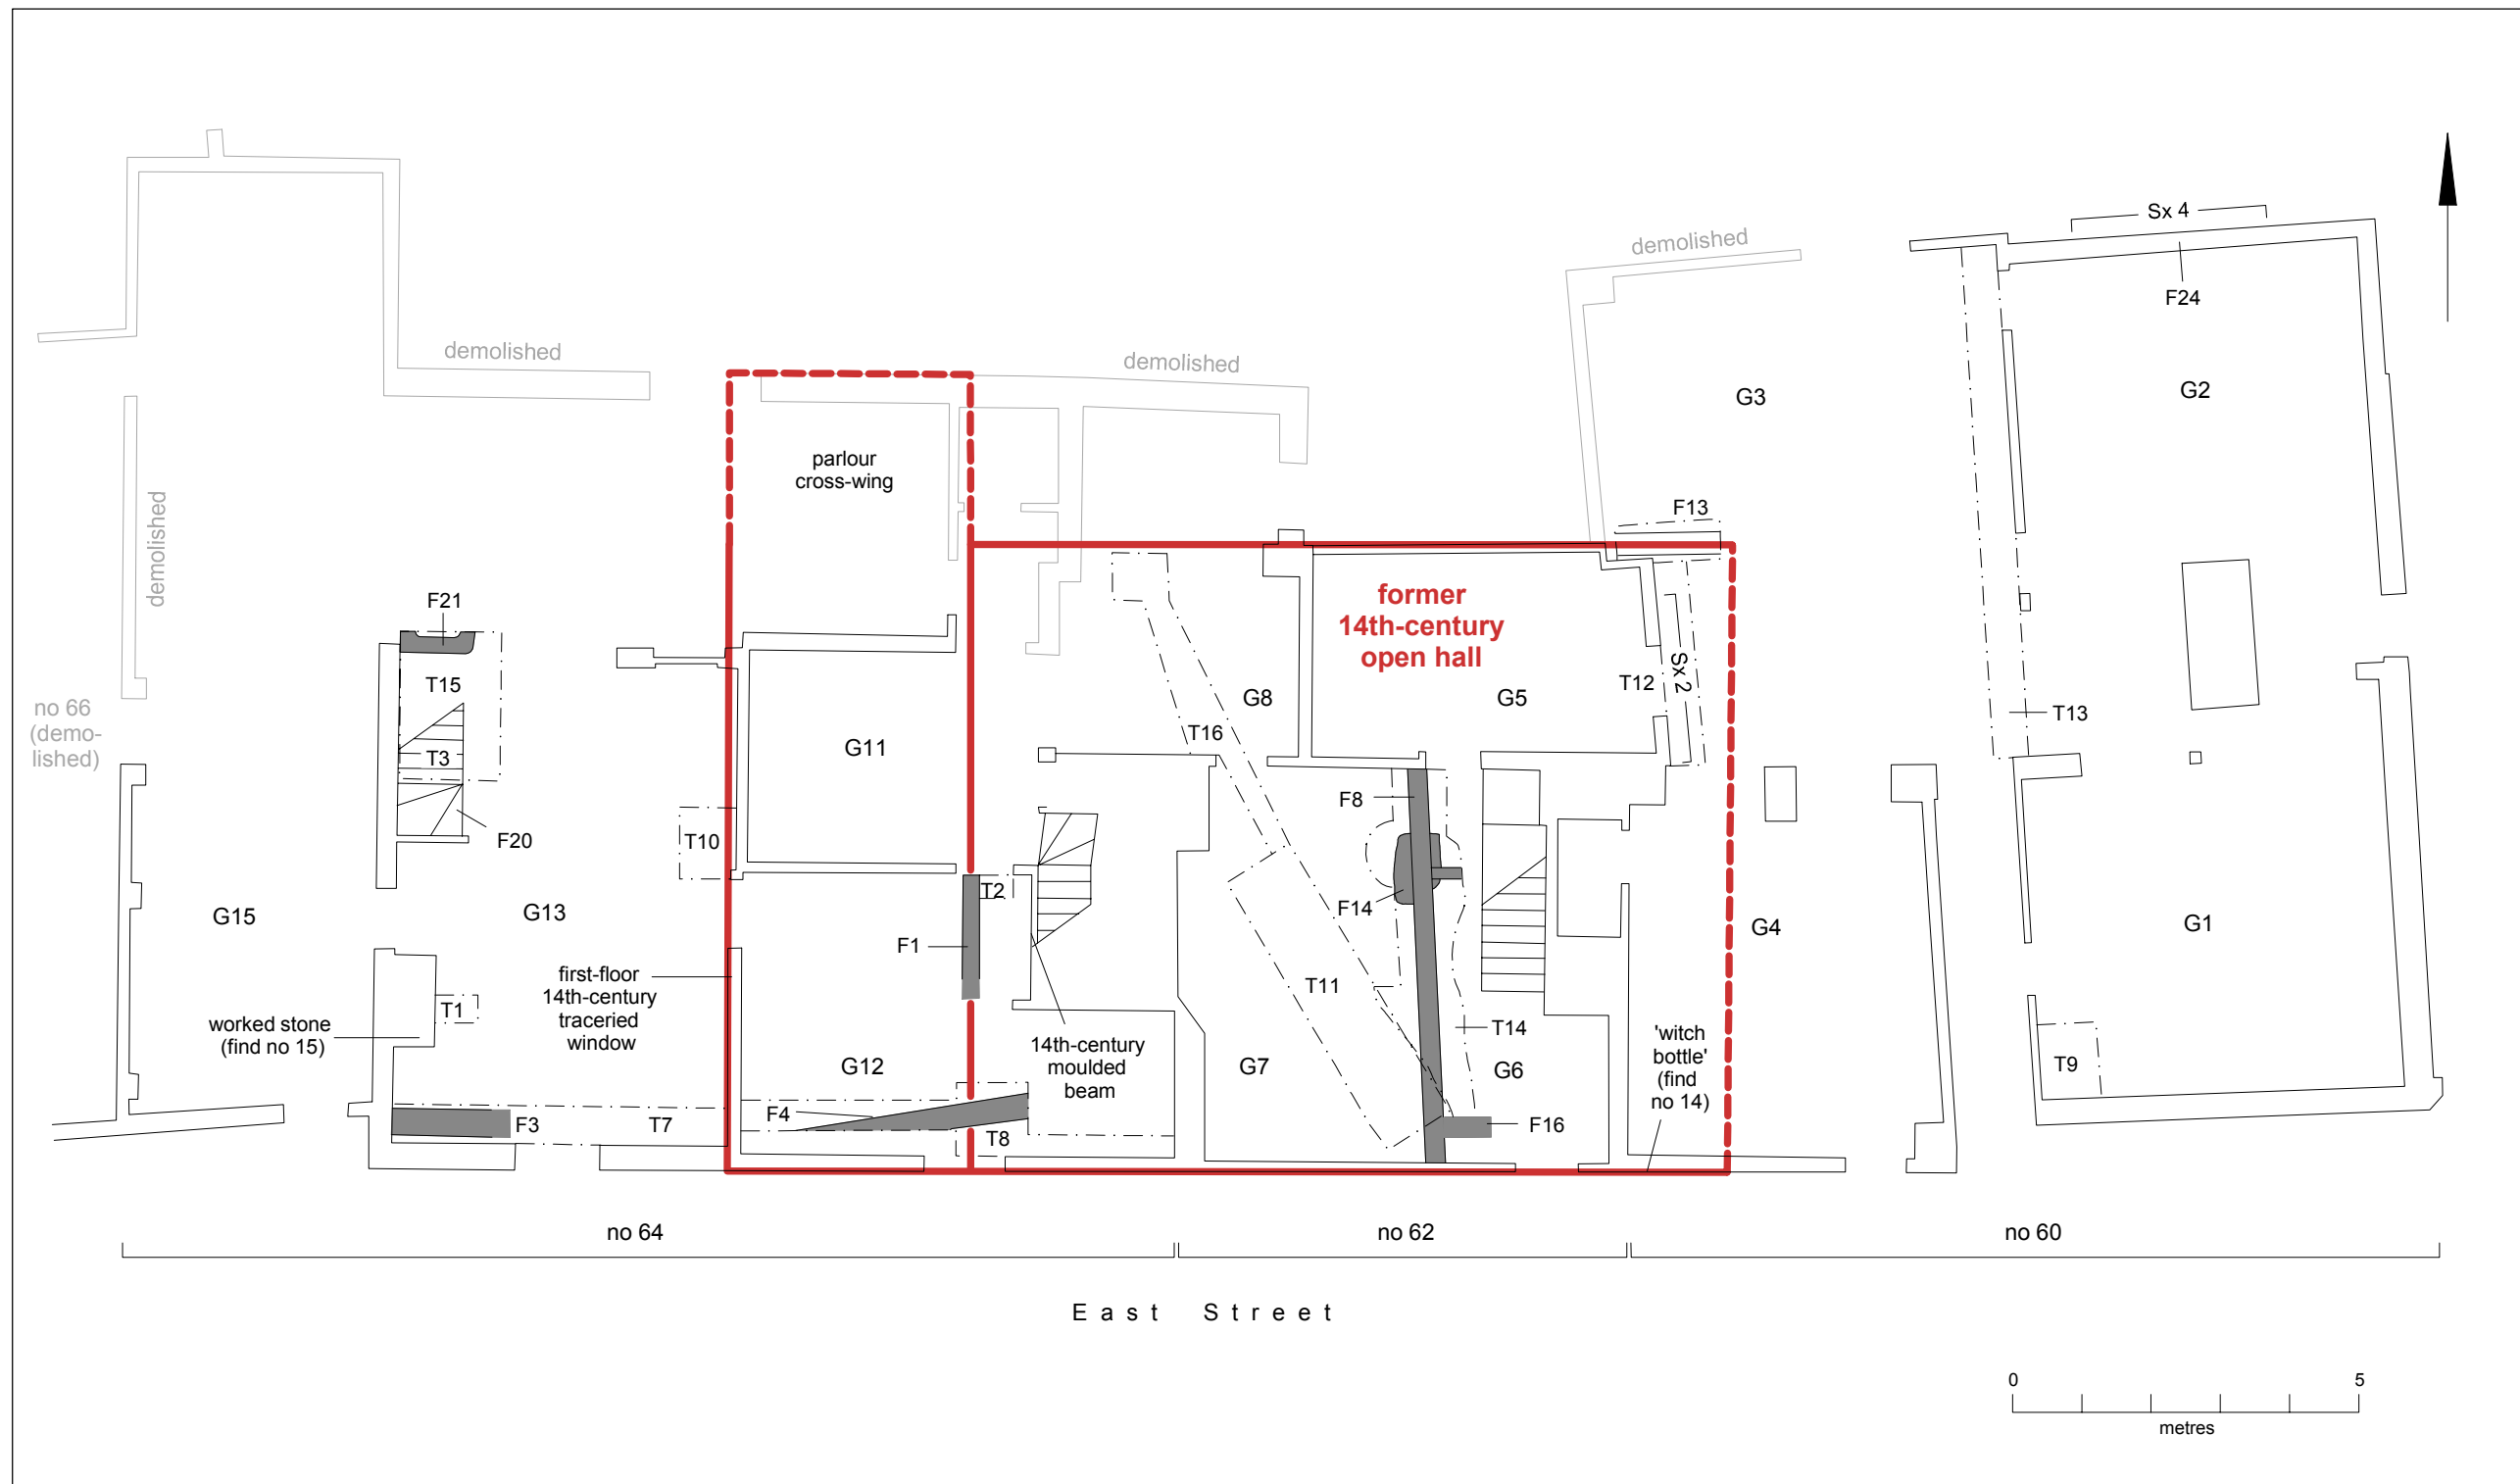 Sx 4
demolished
F24
demolished
demolished
G3
G2
parlour
cross-wing
demolished
F13
F21
former
14th-century
open hall
T15
T12
Sx 2
G8
G5
no 66
(demo-
lished)
T13
T16
T3
G11
F8
T10
F20
T2
F14
G15
G13
G4
G1
F1
first-floor
14th-century
traceried
window
T11
T1
worked stone
(find no 15)
T14
'witch
bottle'
(find
no 14)
14th-century
moulded
beam
G12
G7
G6
T9
F4
F3
T7
T8
F16
no 64
no 62
no 60
East Street
0
5
metres